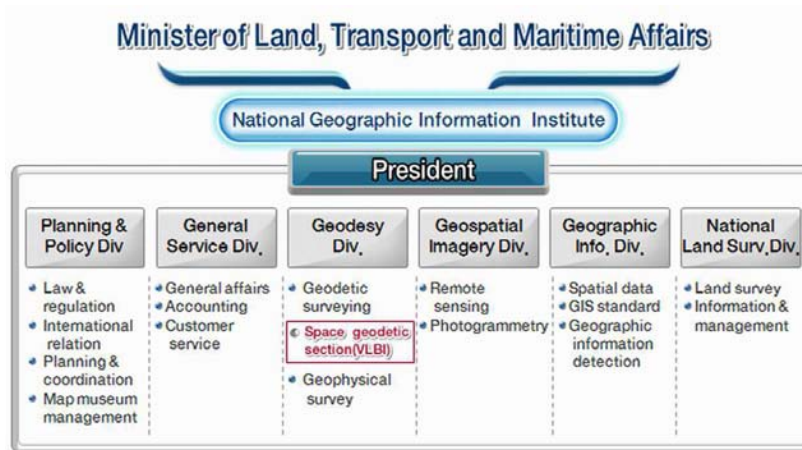 Minister of Land, Transport and Maritime Affairs
National Geographic Information Institute
President
Planning &
Policy Div
Law &
regulation
International
relation
Planning &
coordination
Map museum
management
General
Service Div.
General affairs
Accounting
Customer
service
Geodesy
Div.
Geodetic
surveying
Space geodetic
section(VLBI)
Geophysical
survey
Geospatial
Imagery Div.
Remote
sensing
Photogrammetry
Geographic
Info. Div.
Spatial data
GIS standard
Geographic
information
detection
National
Land Surv.Div.
Land survey
Information &
management